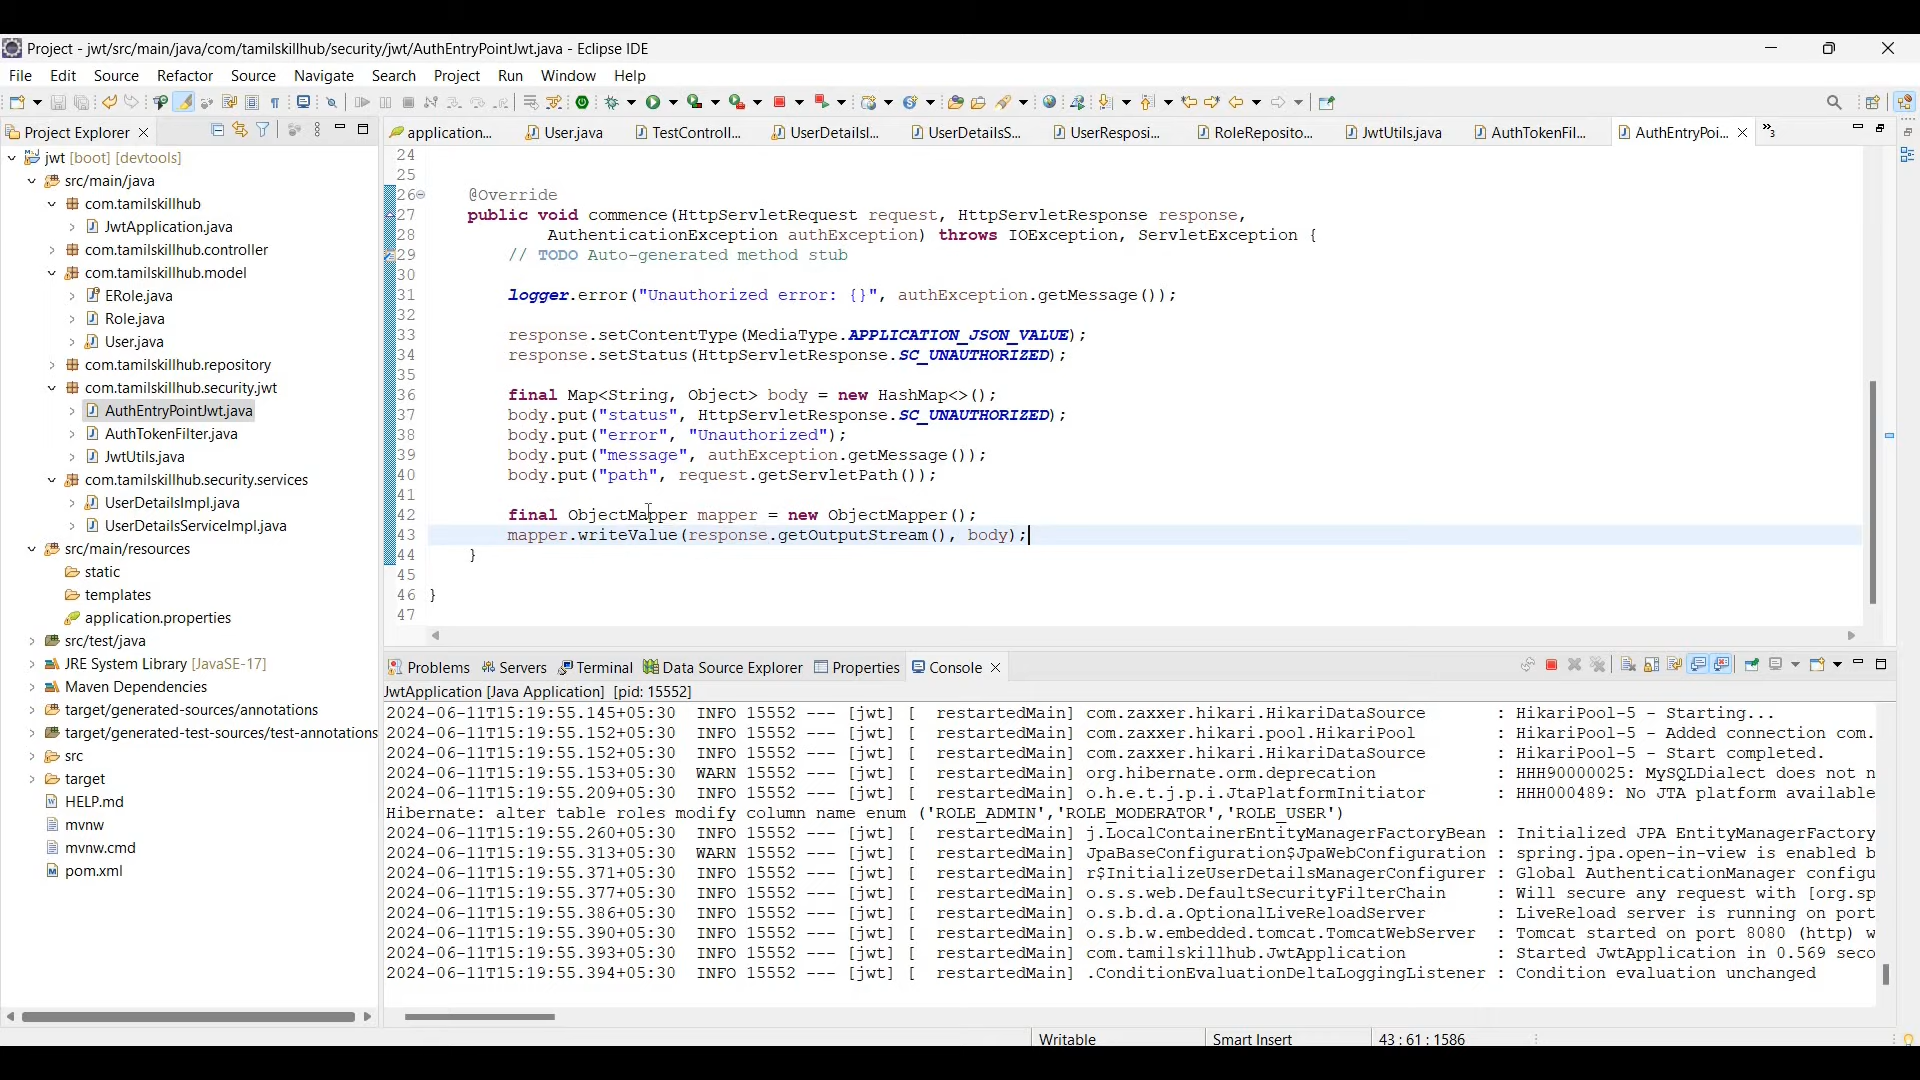 Project - jwt/src/main/java/com/tamilskillhub/security/jwt/AuthEntryPointJwt.java - Eclipse IDE
File Edit Source Refactor Source Navigate Search Project Run Window Help
Project Explorer
application... User.java TestControll... UserDetailsI... UserDetailsS... UserResposi... RoleReposito... JwtUtils.java AuthTokenFil... AuthEntryPoi... »3
jwt [boot] [devtools]
src/main/java
com.tamilskillhub
JwtApplication.java
com.tamilskillhub.controller
com.tamilskillhub.model
ERole.java
Role.java
User.java
com.tamilskillhub.repository
com.tamilskillhub.security.jwt
AuthEntryPointJwt.java
AuthTokenFilter.java
JwtUtils.java
com.tamilskillhub.security.services
UserDetailsImpl.java
UserDetailsServiceImpl.java
src/main/resources
static
templates
application.properties
src/test/java
JRE System Library [JavaSE-17]
Maven Dependencies
target/generated-sources/annotations
target/generated-test-sources/test-annotations
src
target
HELP.md
mvnw
mvnw.cmd
pom.xml
24
25
26 @Override
27 public void commence(HttpServletRequest request, HttpServletResponse response,
28 AuthenticationException authException) throws IOException, ServletException {
29 // TODO Auto-generated method stub
30
31 logger.error("Unauthorized error: {}", authException.getMessage());
32
33 response.setContentType(MediaType.APPLICATION_JSON_VALUE);
34 response.setStatus(HttpServletResponse.SC_UNAUTHORIZED);
35
36 final Map<String, Object> body = new HashMap<>();
37 body.put("status", HttpServletResponse.SC_UNAUTHORIZED);
38 body.put("error", "Unauthorized");
39 body.put("message", authException.getMessage());
40 body.put("path", request.getServletPath());
41
42 final ObjectMapper mapper = new ObjectMapper();
43 mapper.writeValue(response.getOutputStream(), body);
44 }
45
46 }
47
Problems Servers Terminal Data Source Explorer Properties Console
JwtApplication [Java Application] [pid: 15552]
2024-06-11T15:19:55.145+05:30 INFO 15552 --- [jwt] [ restartedMain] com.zaxxer.hikari.HikariDataSource : HikariPool-5 - Starting...
2024-06-11T15:19:55.152+05:30 INFO 15552 --- [jwt] [ restartedMain] com.zaxxer.hikari.pool.HikariPool : HikariPool-5 - Added connection com.
2024-06-11T15:19:55.152+05:30 INFO 15552 --- [jwt] [ restartedMain] com.zaxxer.hikari.HikariDataSource : HikariPool-5 - Start completed.
2024-06-11T15:19:55.153+05:30 WARN 15552 --- [jwt] [ restartedMain] org.hibernate.orm.deprecation : HHH90000025: MySQLDialect does not n
2024-06-11T15:19:55.209+05:30 INFO 15552 --- [jwt] [ restartedMain] o.h.e.t.j.p.i.JtaPlatformInitiator : HHH000489: No JTA platform available
Hibernate: alter table roles modify column name enum ('ROLE_ADMIN','ROLE_MODERATOR','ROLE_USER')
2024-06-11T15:19:55.260+05:30 INFO 15552 --- [jwt] [ restartedMain] j.LocalContainerEntityManagerFactoryBean : Initialized JPA EntityManagerFactory
2024-06-11T15:19:55.313+05:30 WARN 15552 --- [jwt] [ restartedMain] JpaBaseConfiguration$JpaWebConfiguration : spring.jpa.open-in-view is enabled b
2024-06-11T15:19:55.371+05:30 INFO 15552 --- [jwt] [ restartedMain] r$InitializeUserDetailsManagerConfigurer : Global AuthenticationManager configu
2024-06-11T15:19:55.377+05:30 INFO 15552 --- [jwt] [ restartedMain] o.s.s.web.DefaultSecurityFilterChain : Will secure any request with [org.sp
2024-06-11T15:19:55.386+05:30 INFO 15552 --- [jwt] [ restartedMain] o.s.b.d.a.OptionalLiveReloadServer : LiveReload server is running on port
2024-06-11T15:19:55.390+05:30 INFO 15552 --- [jwt] [ restartedMain] o.s.b.w.embedded.tomcat.TomcatWebServer : Tomcat started on port 8080 (http) w
2024-06-11T15:19:55.393+05:30 INFO 15552 --- [jwt] [ restartedMain] com.tamilskillhub.JwtApplication : Started JwtApplication in 0.569 seco
2024-06-11T15:19:55.394+05:30 INFO 15552 --- [jwt] [ restartedMain] .ConditionEvaluationDeltaLoggingListener : Condition evaluation unchanged
Writable Smart Insert 43 : 61 : 1586